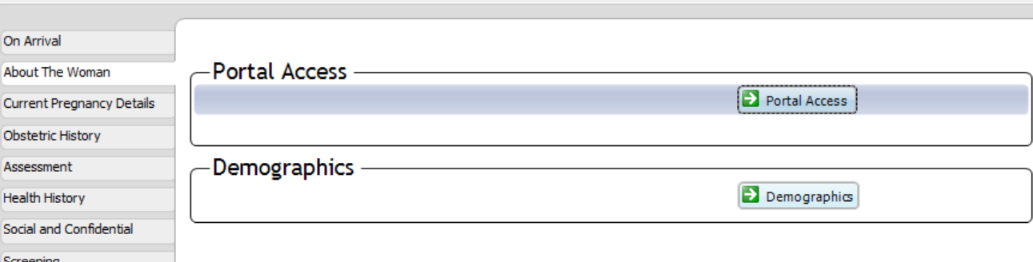 On Arrival
About The Woman
Current Pregnancy Details
Obstetric History
Assessment
Health History
Social and Confidential
Screening
Portal Access
Portal Access
Demographics
Demographics